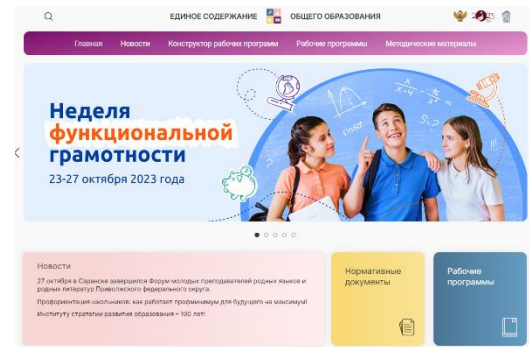 ЕДИНОЕ СОДЕРЖАНИЕ ОБЩЕГО ОБРАЗОВАНИЯ
Главная Новости Конструктор рабочих программ Рабочие программы Методические материалы
Неделя
функциональной
грамотности
23-27 октября 2023 года
Новости
27 октября в Саранске завершился Форум молодых преподавателей родных языков и
родных литератур Приволжского федерального округа.
Профориентация школьников: как работает профминимум для будущего на максимум!
Институту стратегии развития образования – 100 лет!
Нормативные
документы
Рабочие
программы